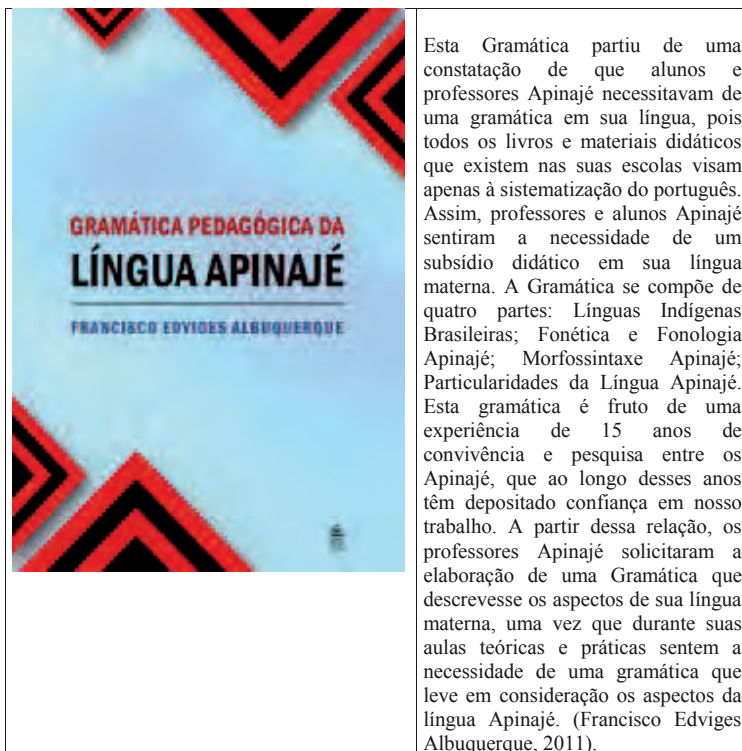 GRAMÁTICA PEDAGÓGICA DA
LÍNGUA APINAJÉ
FRANCISCO EDVIGES ALBUQUERQUE
Esta Gramática partiu de uma
constatação de que alunos e
professores Apinajé necessitavam de
uma gramática em sua língua, pois
todos os livros e materiais didáticos
que existem nas suas escolas visam
apenas à sistematização do português.
Assim, professores e alunos Apinajé
sentiram a necessidade de um
subsídio didático em sua língua
materna. A Gramática se compõe de
quatro partes: Línguas Indígenas
Brasileiras; Fonética e Fonologia
Apinajé; Morfossintaxe Apinajé;
Particularidades da Língua Apinajé.
Esta gramática é fruto de uma
experiência de 15 anos de
convivência e pesquisa entre os
Apinajé, que ao longo desses anos
têm depositado confiança em nosso
trabalho. A partir dessa relação, os
professores Apinajé solicitaram a
elaboração de uma Gramática que
descrevesse os aspectos de sua língua
materna, uma vez que durante suas
aulas teóricas e práticas sentem a
necessidade de uma gramática que
leve em consideração os aspectos da
língua Apinajé. (Francisco Edviges
Albuquerque, 2011).